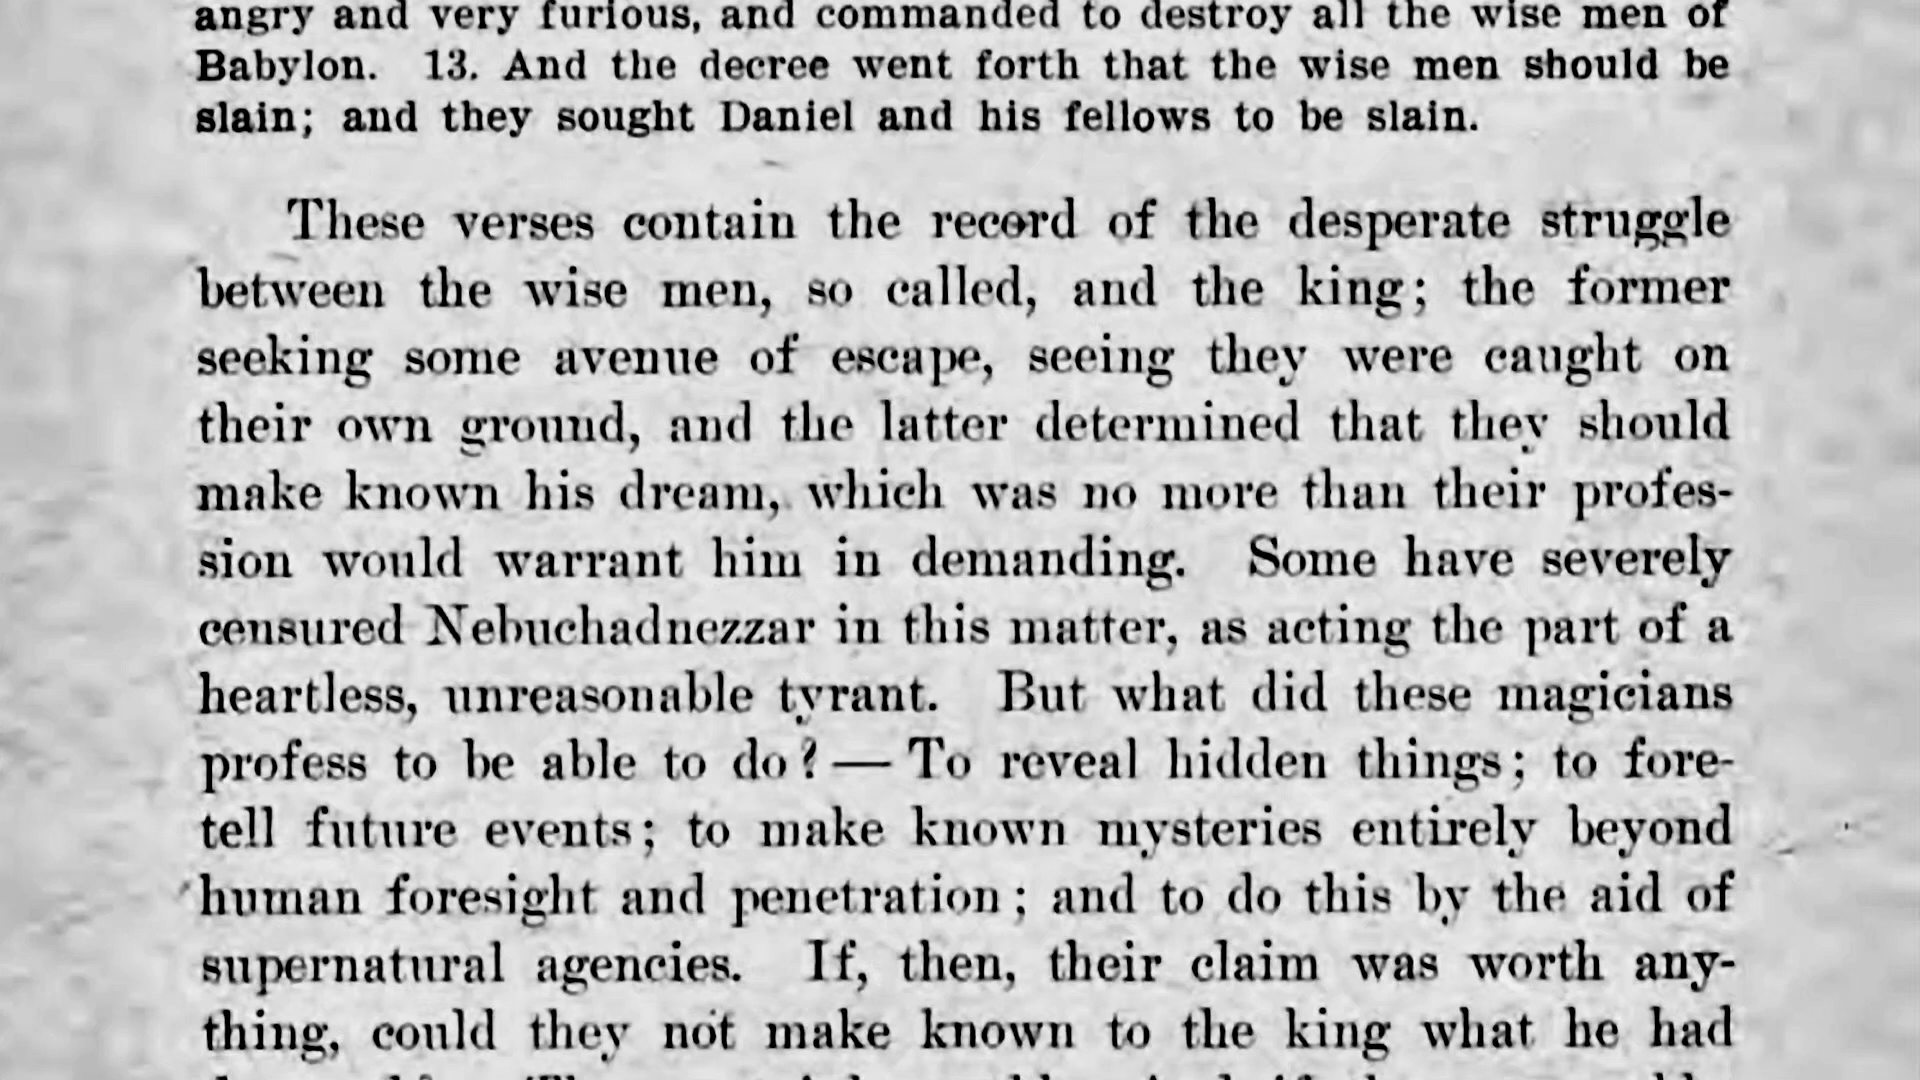 angry and very furious, and commanded to destroy all the wise men of
Babylon. 13. And the decree went forth that the wise men should be
slain; and they sought Daniel and his fellows to be slain.
These verses contain the record of the desperate struggle
between the wise men, so called, and the king; the former
seeking some avenue of escape, seeing they were caught on
their own ground, and the latter determined that they should
make known his dream, which was no more than their profes-
sion would warrant him in demanding. Some have severely
censured Nebuchadnezzar in this matter, as acting the part of a
heartless, unreasonable tyrant. But what did these magicians
profess to be able to do? — To reveal hidden things; to fore-
tell future events; to make known mysteries entirely beyond
human foresight and penetration; and to do this by the aid of
supernatural agencies. If, then, their claim was worth any-
thing, could they not make known to the king what he had